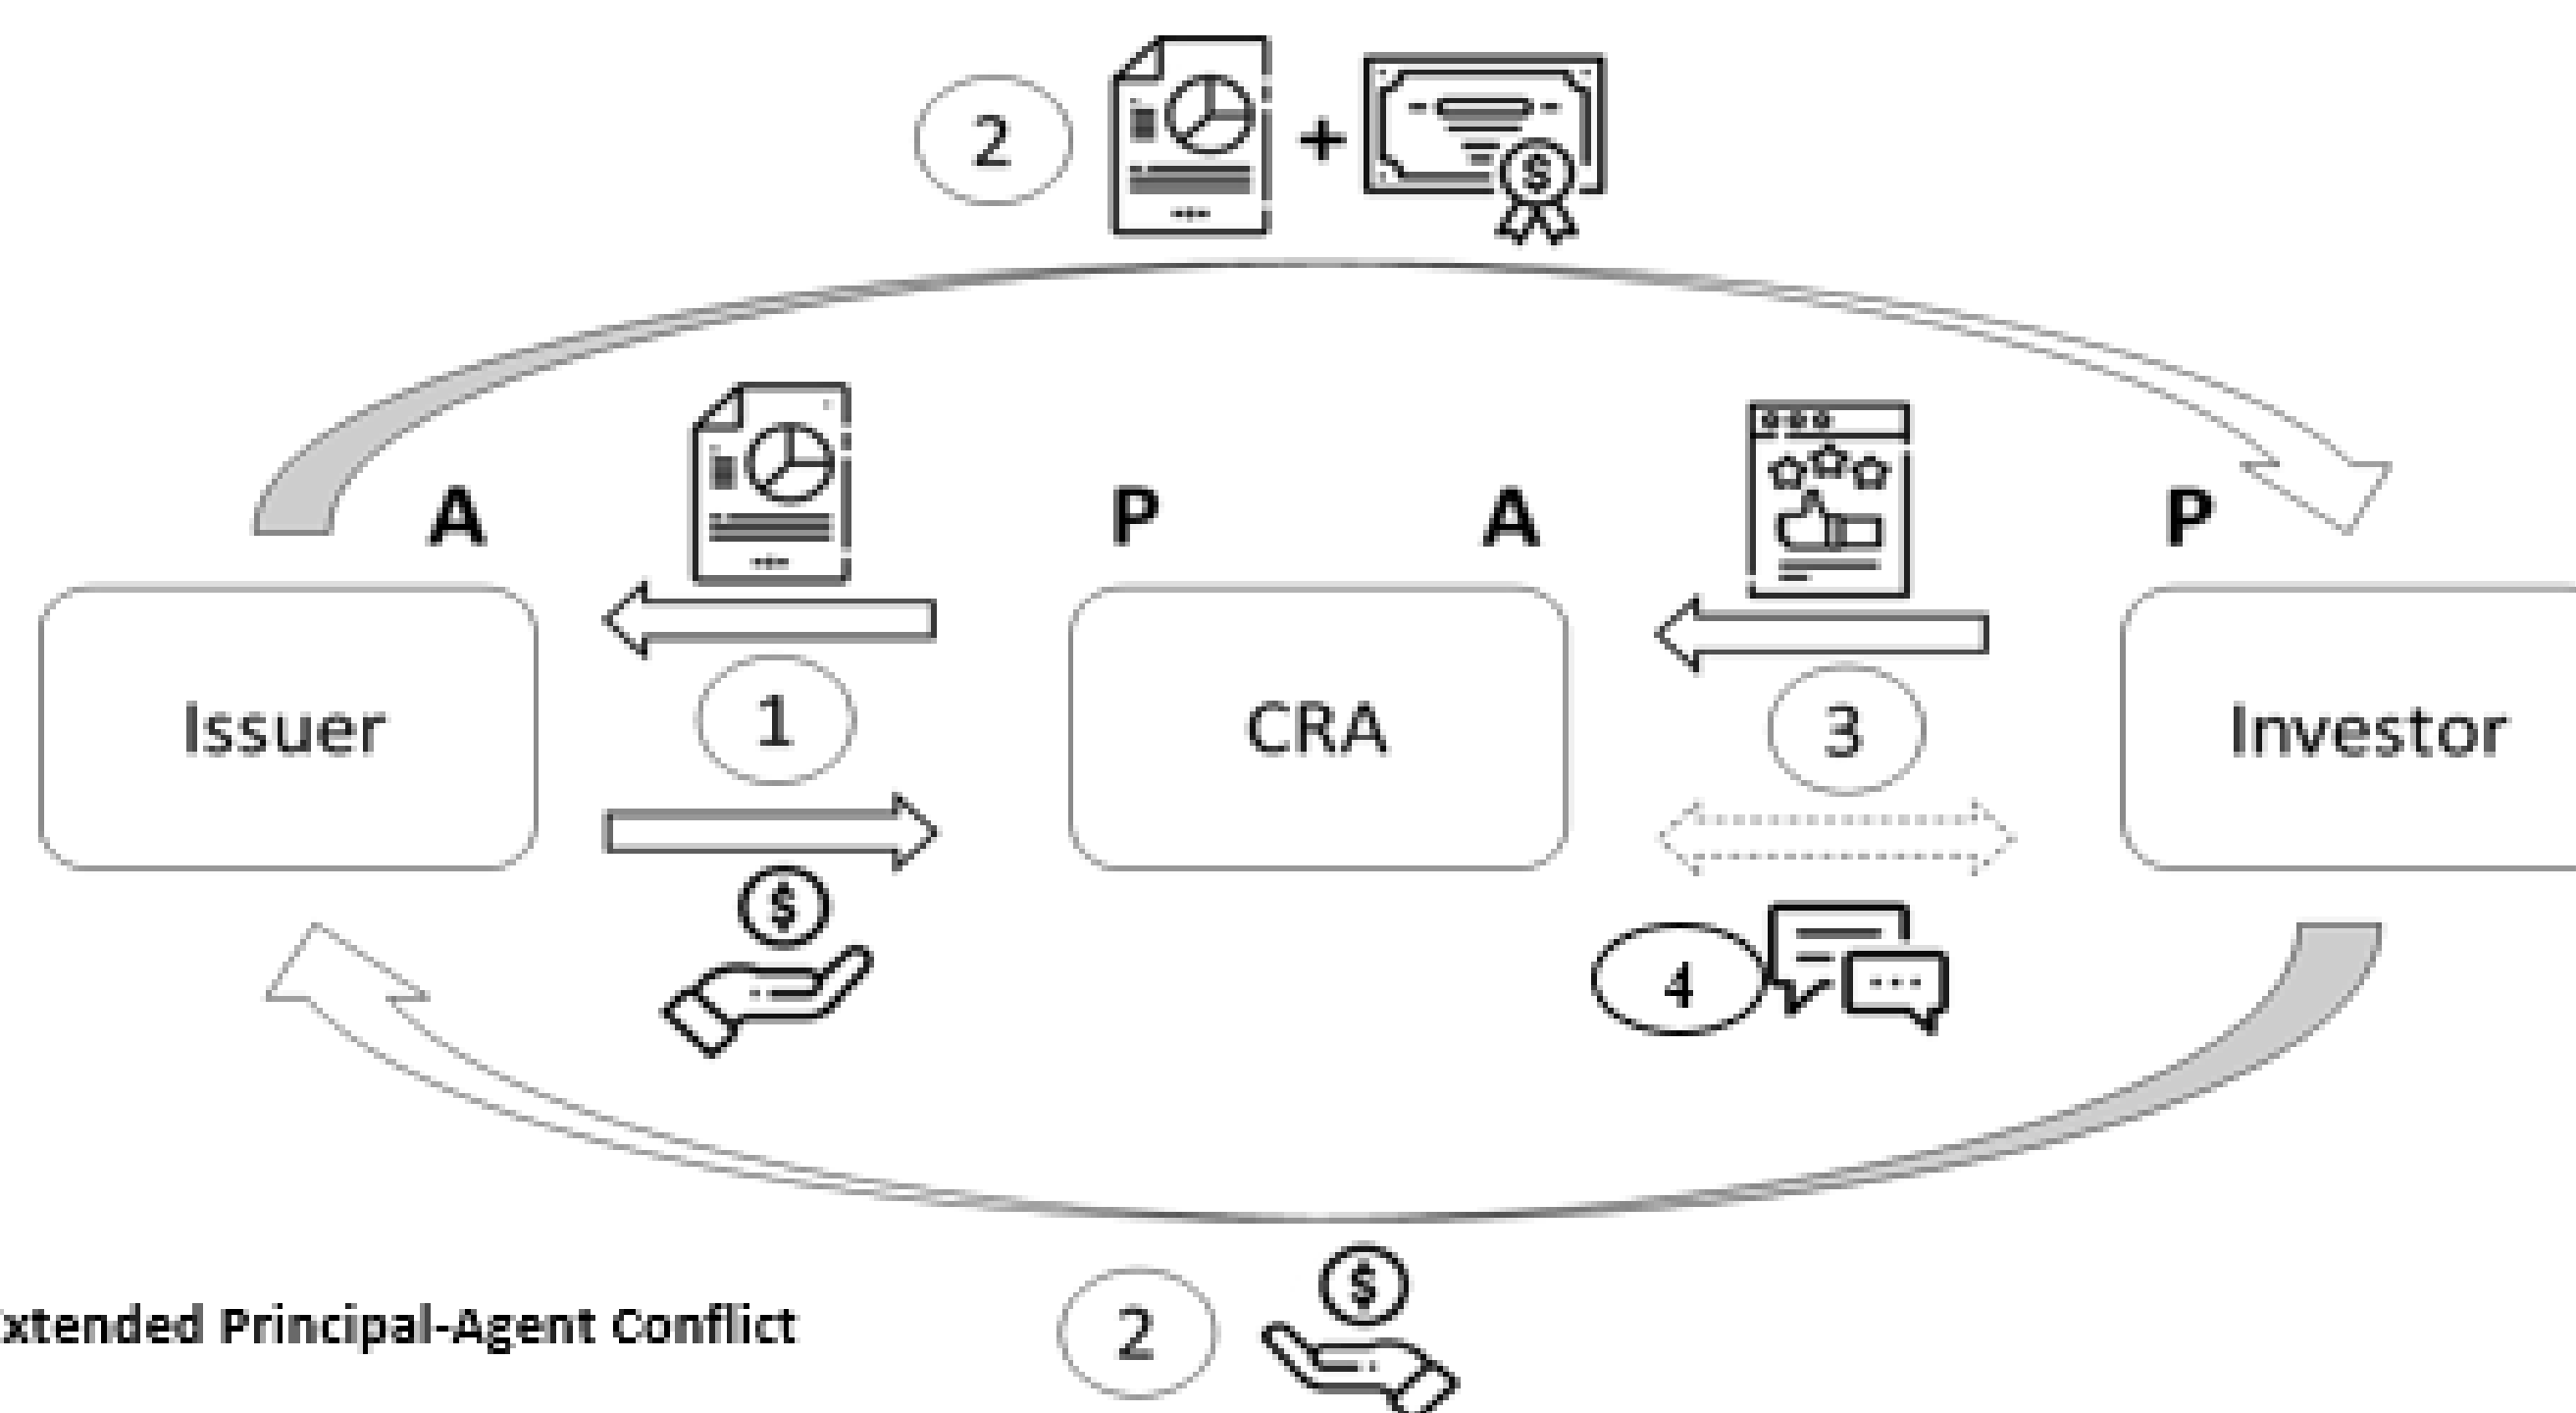 2
+
$
A
P
A
P
Issuer
1
CRA
3
Investor
$
4
$
xtended Principal-Agent Conflict
2